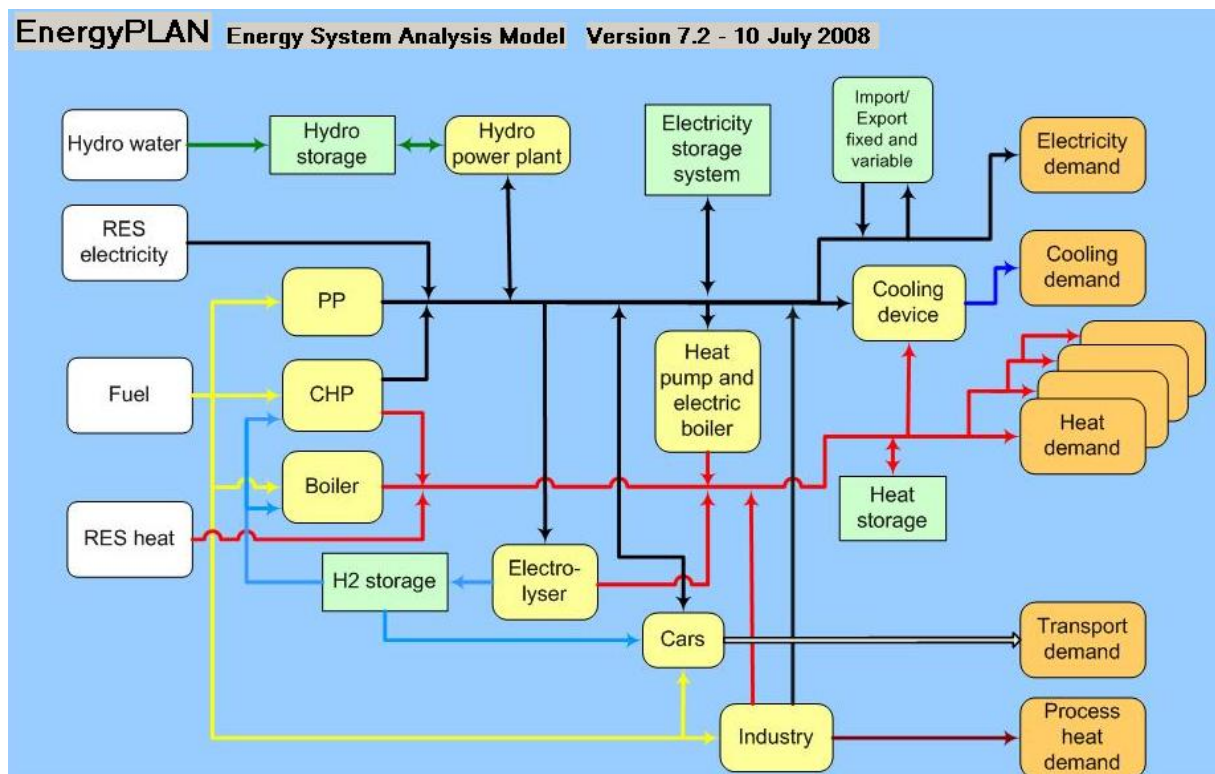 EnergyPLAN Energy System Analysis Model Version 7.2 - 10 July 2008
Hydro water
Hydro
storage
Hydro
power plant
Electricity
storage
system
Import/
Export
fixed and
variable
Electricity
demand
RES
electricity
PP
Cooling
device
Cooling
demand
Fuel
CHP
Heat
pump and
electric
boiler
Heat
demand
Boiler
Heat
storage
RES heat
H2 storage
Electro-
lyser
Cars
Transport
demand
Industry
Process
heat
demand